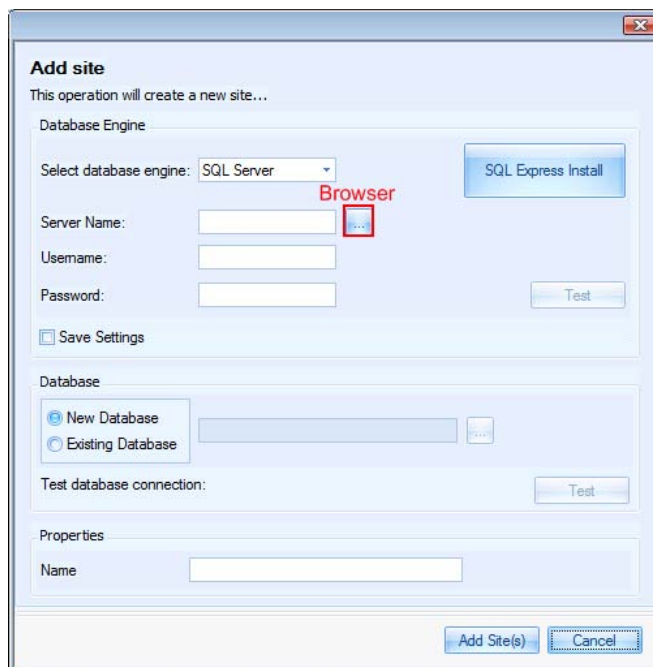 Add site
This operation will create a new site...
Database Engine
Select database engine: SQL Server
SQL Express Install
Browser
Server Name:
...
Username:
Password:
Test
Save Settings
Database
New Database
Existing Database
...
Test database connection:
Test
Properties
Name
Add Site(s)
Cancel